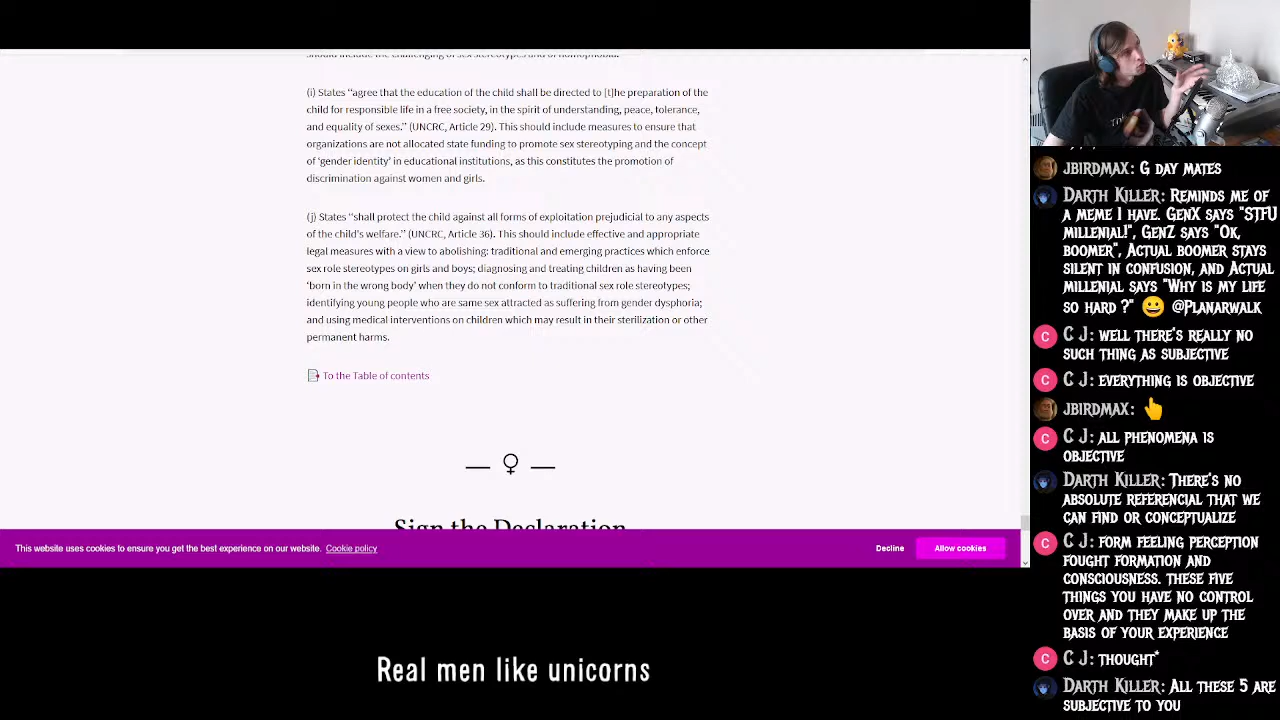 should include the challenging of sex stereotypes and of homophobia.
(i) States “agree that the education of the child shall be directed to [t]he preparation of the
child for responsible life in a free society, in the spirit of understanding, peace, tolerance,
and equality of sexes.” (UNCRC, Article 29). This should include measures to ensure that
organizations are not allocated state funding to promote sex stereotyping and the concept
of ‘gender identity’ in educational institutions, as this constitutes the promotion of
discrimination against women and girls.
(j) States “shall protect the child against all forms of exploitation prejudicial to any aspects
of the child’s welfare.” (UNCRC, Article 36). This should include effective and appropriate
legal measures with a view to abolishing: traditional and emerging practices which enforce
sex role stereotypes on girls and boys; diagnosing and treating children as having been
‘born in the wrong body’ when they do not conform to traditional sex role stereotypes;
identifying young people who are same sex attracted as suffering from gender dysphoria;
and using medical interventions on children which may result in their sterilization or other
permanent harms.
To the Table of contents
Sign the Declaration
This website uses cookies to ensure you get the best experience on our website. Cookie policy
Decline
Allow cookies
Real men like unicorns
JBIRDMAX: G DAY MATES
DARTH KILLER: REMINDS ME OF
A MEME I HAVE. GENX SAYS "STFU
MILLENIAL!", GENZ SAYS "OK,
BOOMER", ACTUAL BOOMER STAYS
SILENT IN CONFUSION, AND ACTUAL
MILLENIAL SAYS "WHY IS MY LIFE
SO HARD ?" 😀 @PLANARWALK
C
C J: WELL THERE'S REALLY NO
SUCH THING AS SUBJECTIVE
C
C J: EVERYTHING IS OBJECTIVE
JBIRDMAX: 👆
C
C J: ALL PHENOMENA IS
OBJECTIVE
DARTH KILLER: THERE'S NO
ABSOLUTE REFERENCIAL THAT WE
CAN FIND OR CONCEPTUALIZE
C
C J: FORM FEELING PERCEPTION
FOUGHT FORMATION AND
CONSCIOUSNESS. THESE FIVE
THINGS YOU HAVE NO CONTROL
OVER AND THEY MAKE UP THE
BASIS OF YOUR EXPERIENCE
C
C J: THOUGHT*
DARTH KILLER: ALL THESE 5 ARE
SUBJECTIVE TO YOU